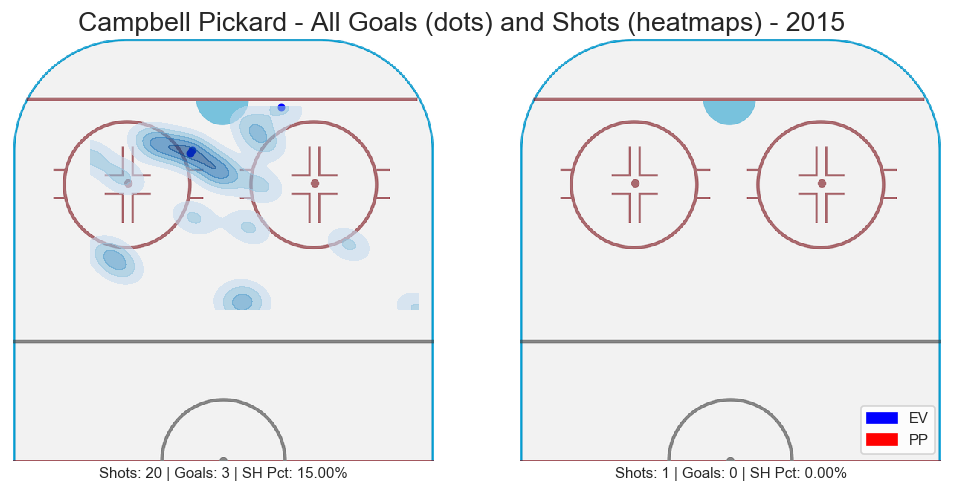 Campbell Pickard - All Goals (dots) and Shots (heatmaps) - 2015
EV
PP
Shots: 20 | Goals: 3 | SH Pct: 15.00%
Shots: 1 | Goals: 0 | SH Pct: 0.00%